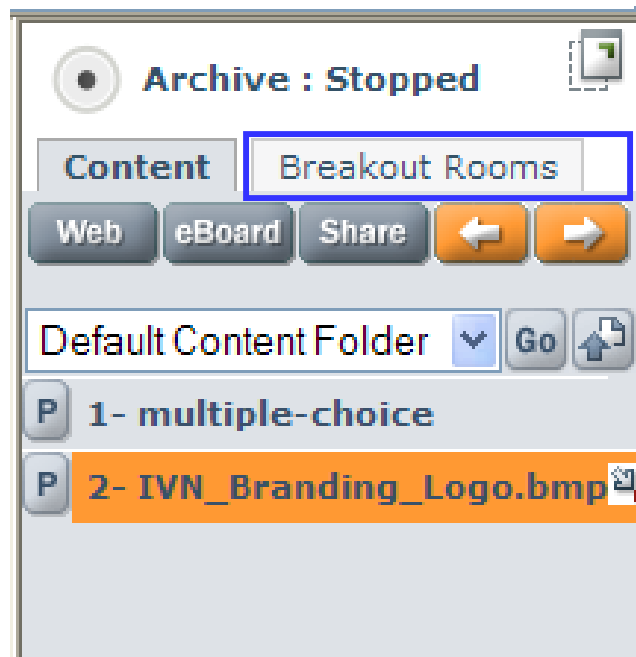 Archive : Stopped
Content Breakout Rooms
Web eBoard Share
Default Content Folder Go
P 1- multiple-choice
P 2- IVN_Branding_Logo.bmp